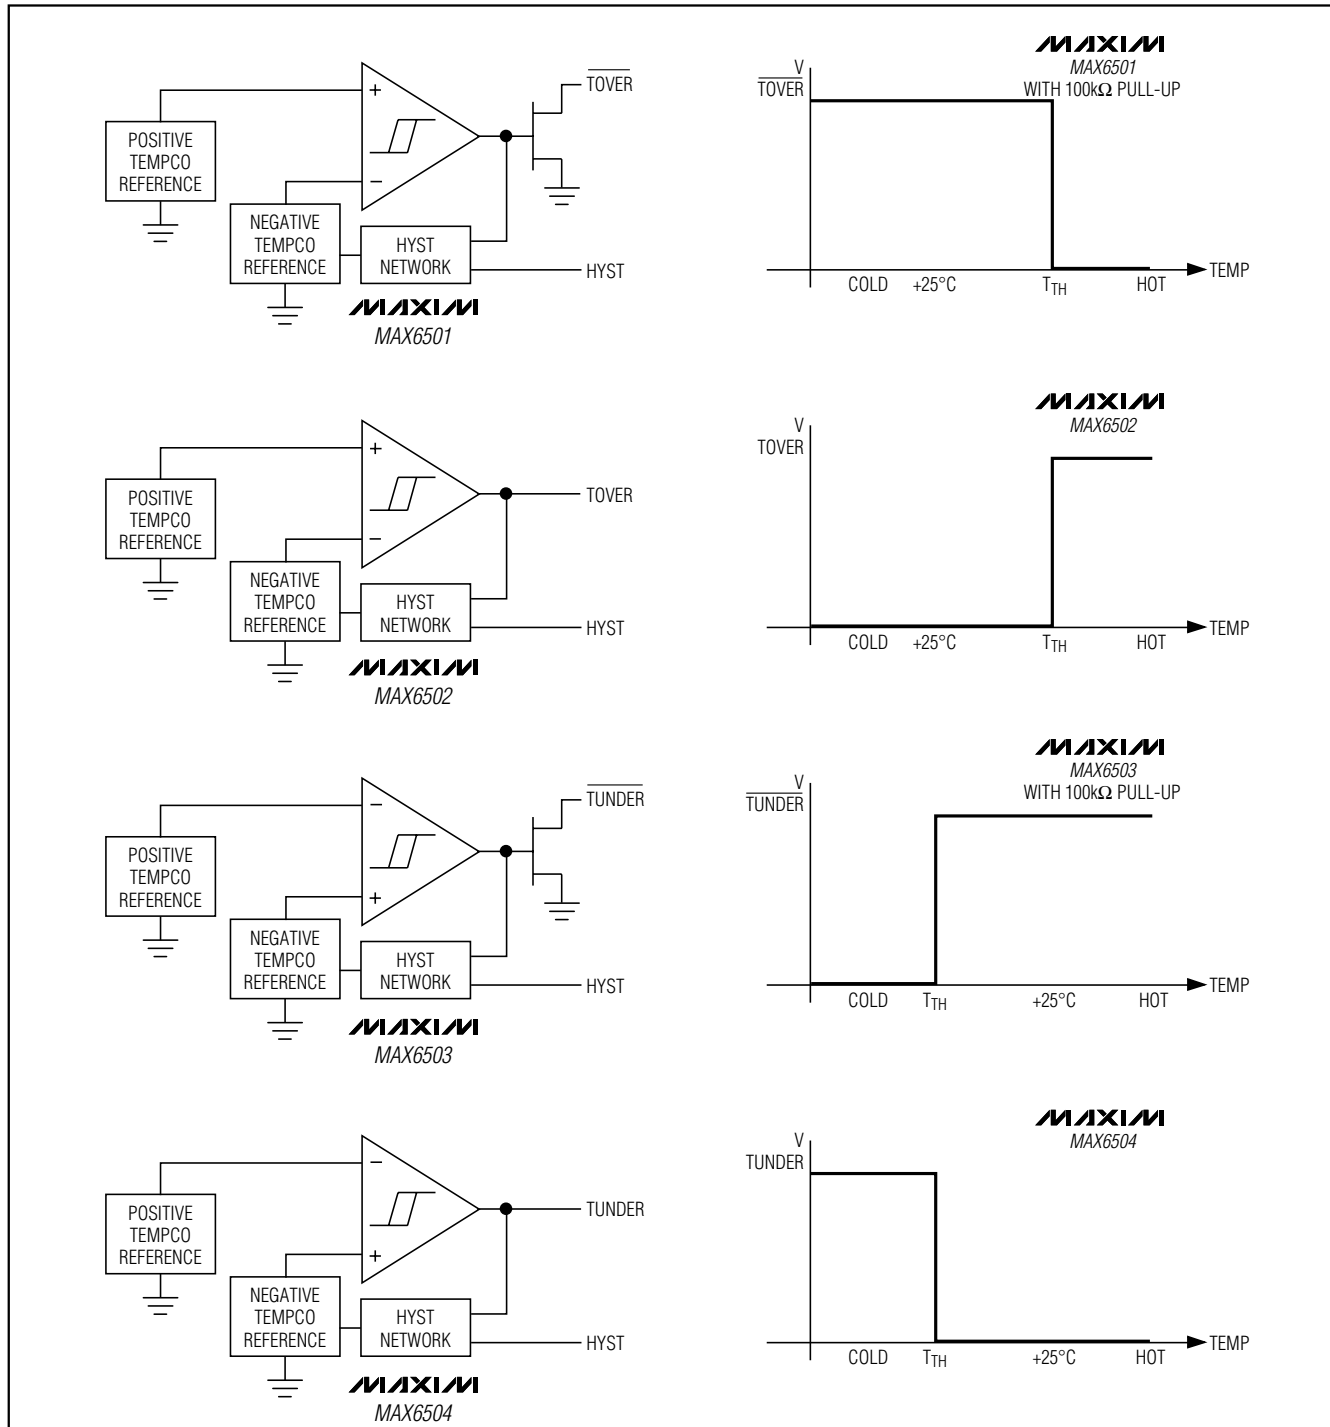 MAXIM
MAX6501
WITH 100kΩ PULL-UP
TOVER
+
POSITIVE
TEMPCO
REFERENCE
−
NEGATIVE
TEMPCO
REFERENCE
HYST
NETWORK
HYST
MAXIM
MAX6501
V
TOVER
COLD
+25°C
TTH
HOT
TEMP
MAXIM
MAX6502
+
POSITIVE
TEMPCO
REFERENCE
TOVER
−
NEGATIVE
TEMPCO
REFERENCE
HYST
NETWORK
HYST
MAXIM
MAX6502
V
TOVER
COLD
+25°C
TTH
HOT
TEMP
MAXIM
MAX6503
WITH 100kΩ PULL-UP
TUNDER
−
POSITIVE
TEMPCO
REFERENCE
+
NEGATIVE
TEMPCO
REFERENCE
HYST
NETWORK
HYST
MAXIM
MAX6503
V
TUNDER
COLD
TTH
+25°C
HOT
TEMP
MAXIM
MAX6504
−
POSITIVE
TEMPCO
REFERENCE
TUNDER
+
NEGATIVE
TEMPCO
REFERENCE
HYST
NETWORK
HYST
MAXIM
MAX6504
V
TUNDER
COLD
TTH
+25°C
HOT
TEMP